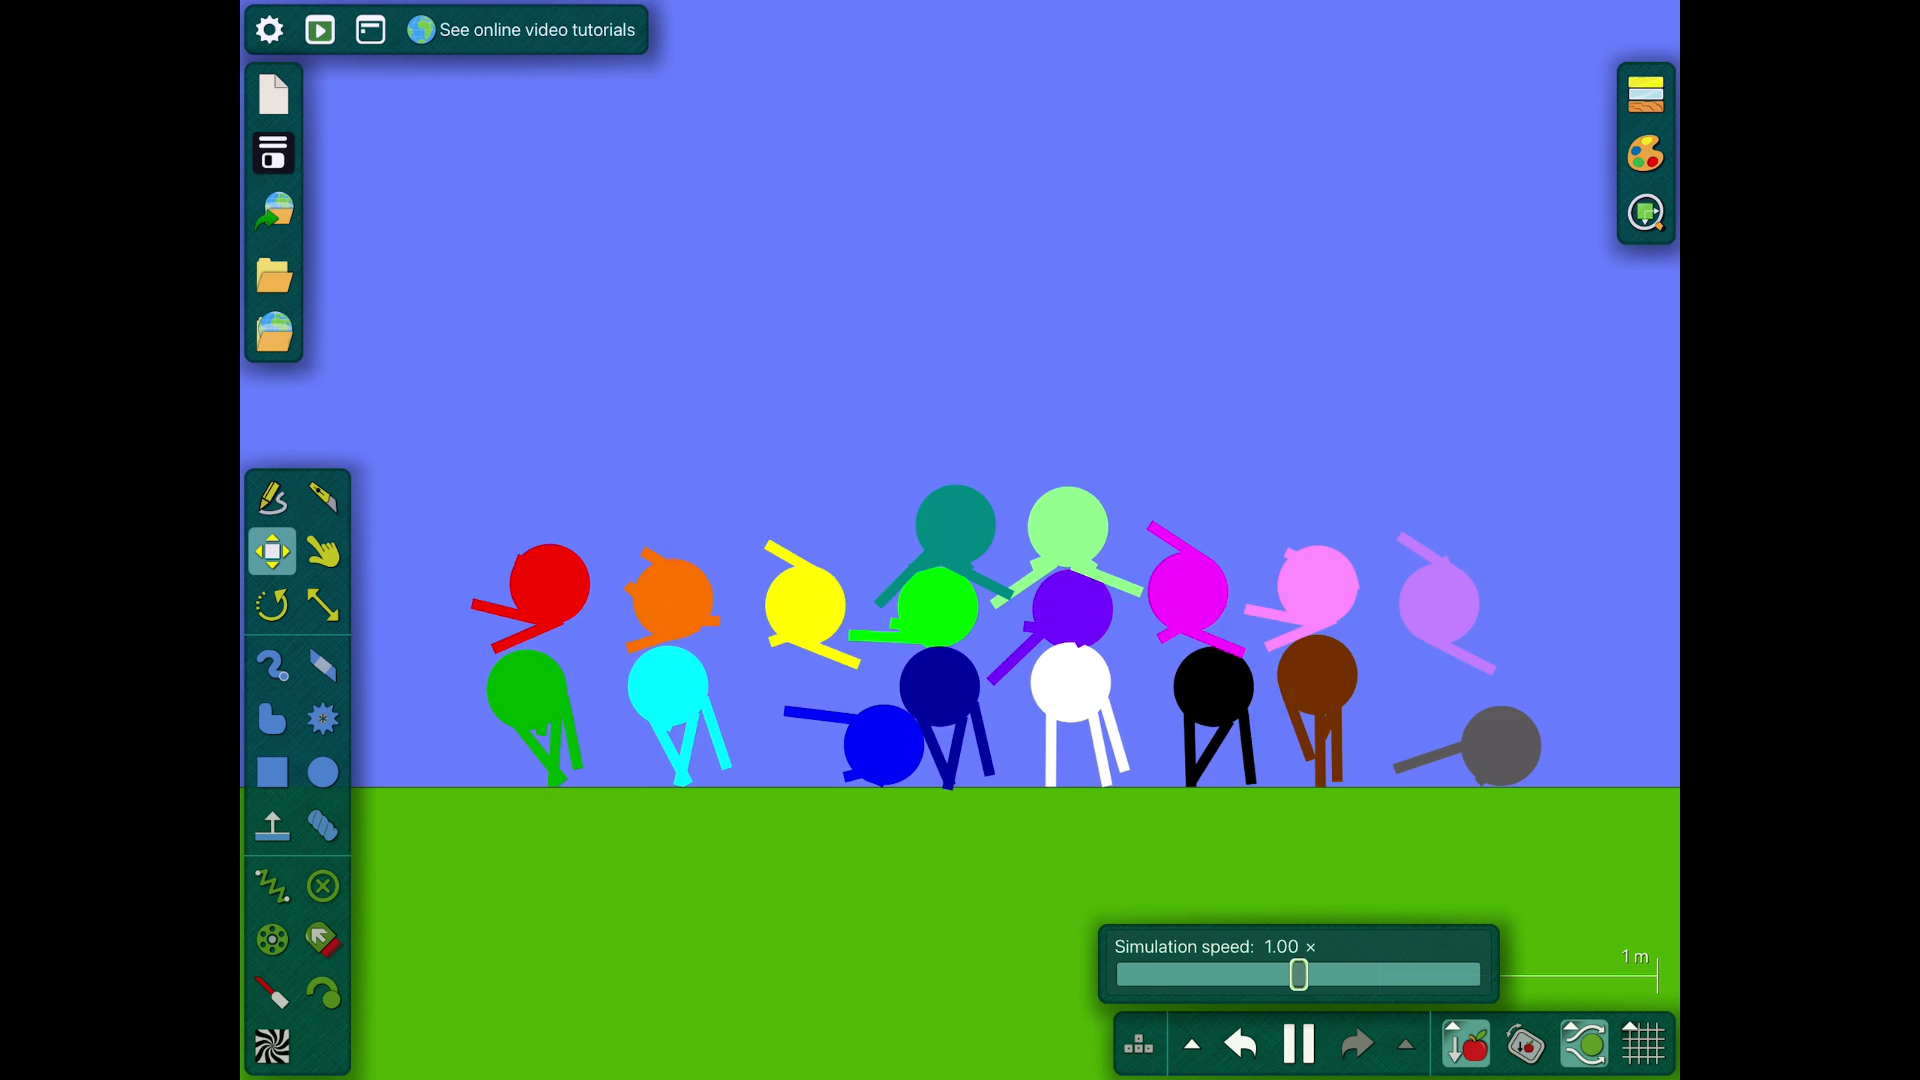 See online video tutorials
Simulation speed: 1.00 ×
1 m